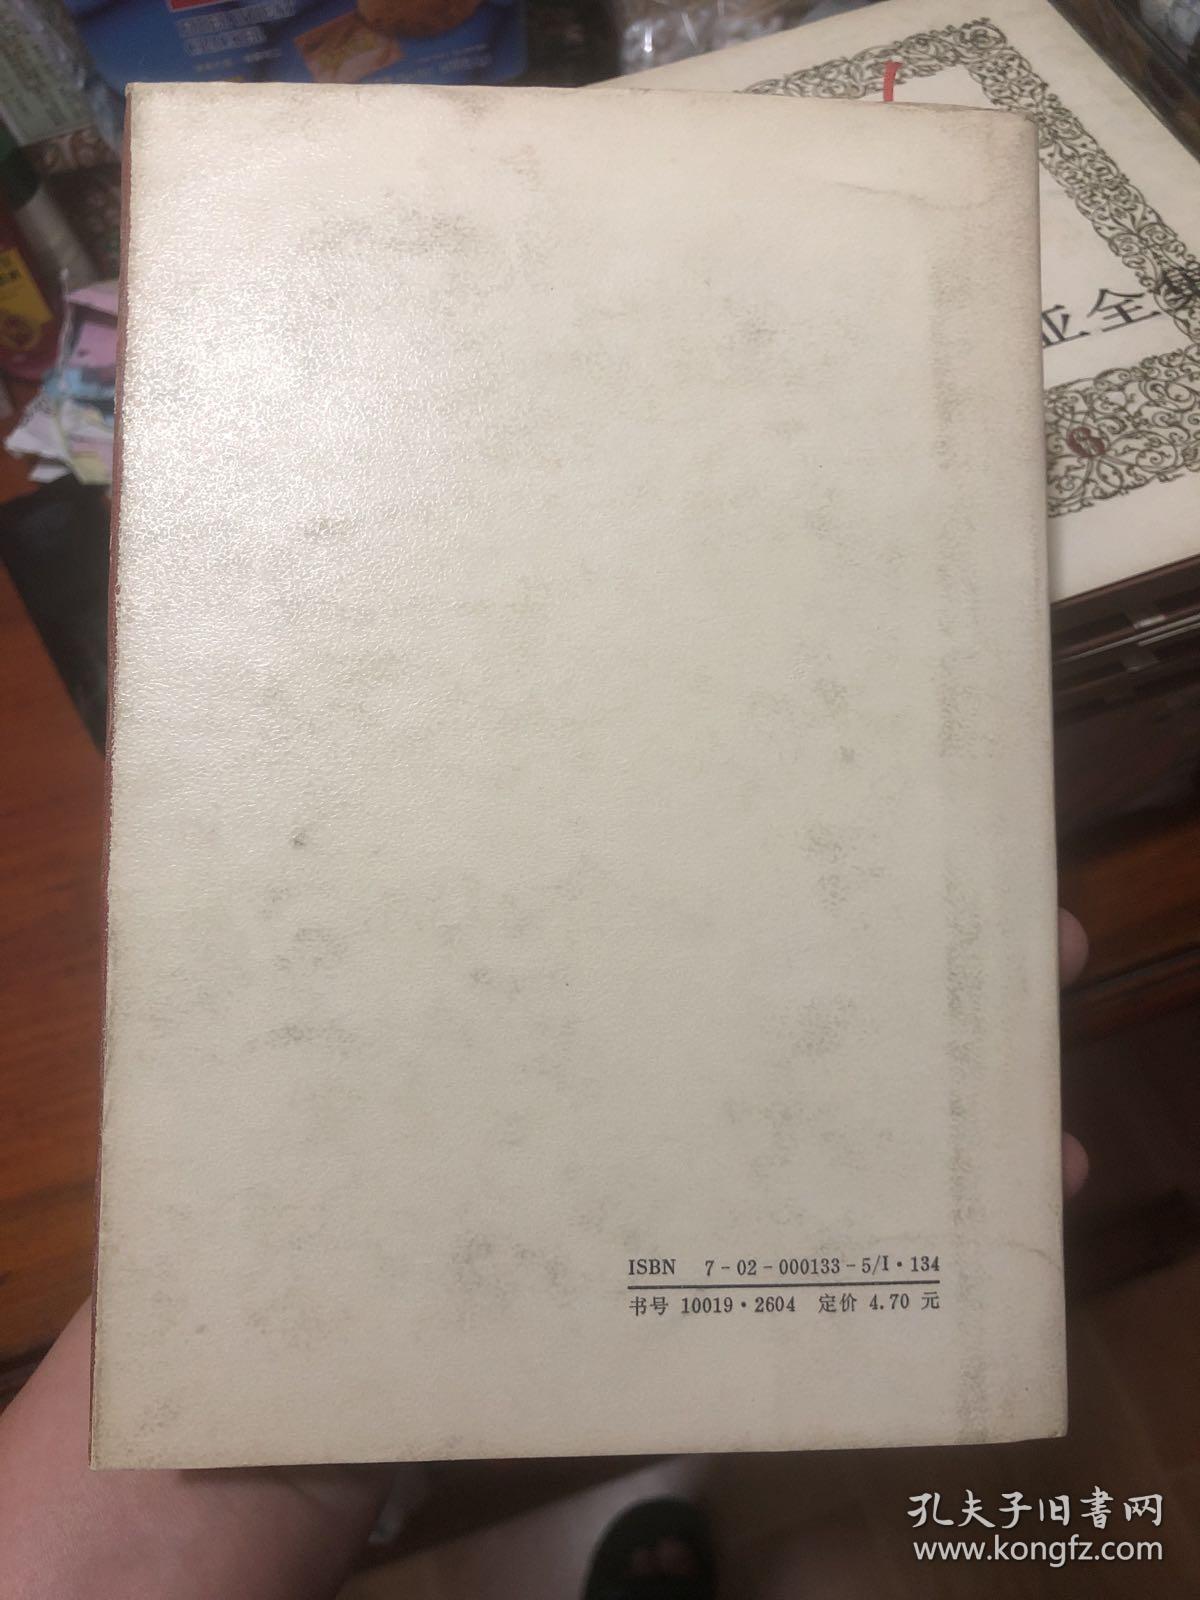 亚全集
6
ISBN 7-02-000133-5/I·134
书号 10019·2604 定价 4.70 元
孔夫子旧书网
www.kongfz.com